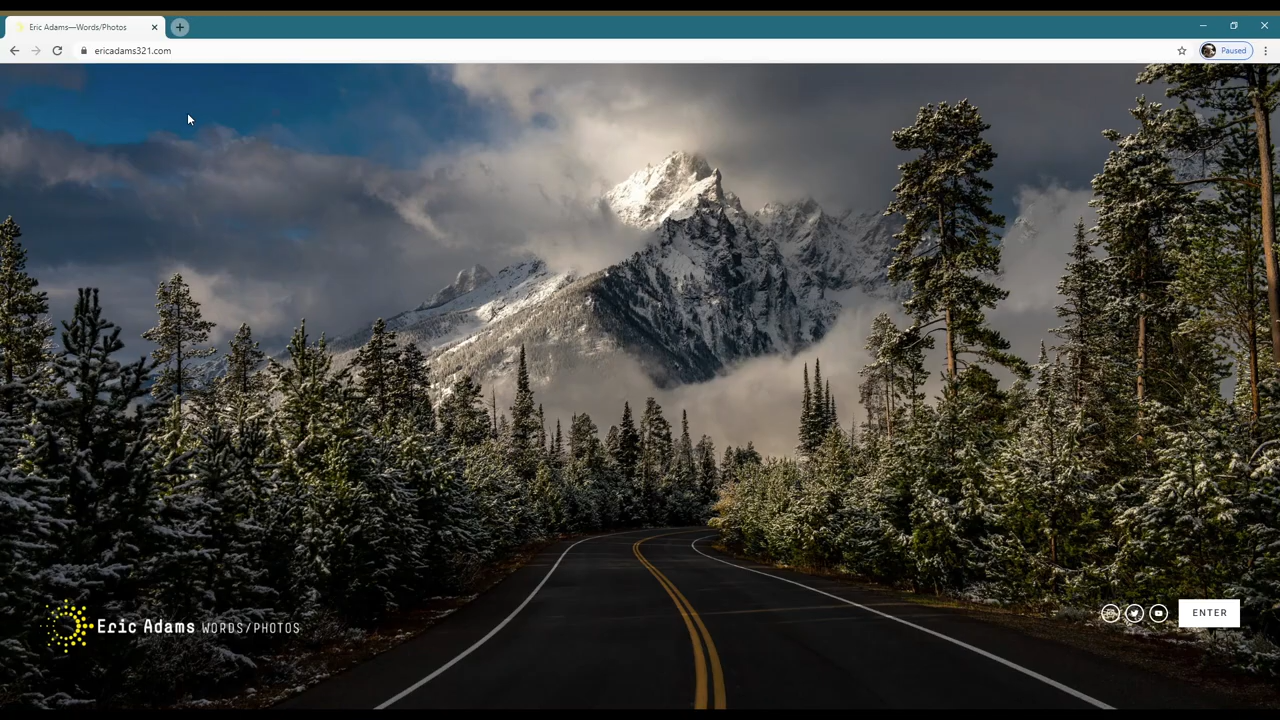 Eric Adams—Words/Photos
ericadams321.com
Paused
Eric Adams WORDS/PHOTOS
ENTER